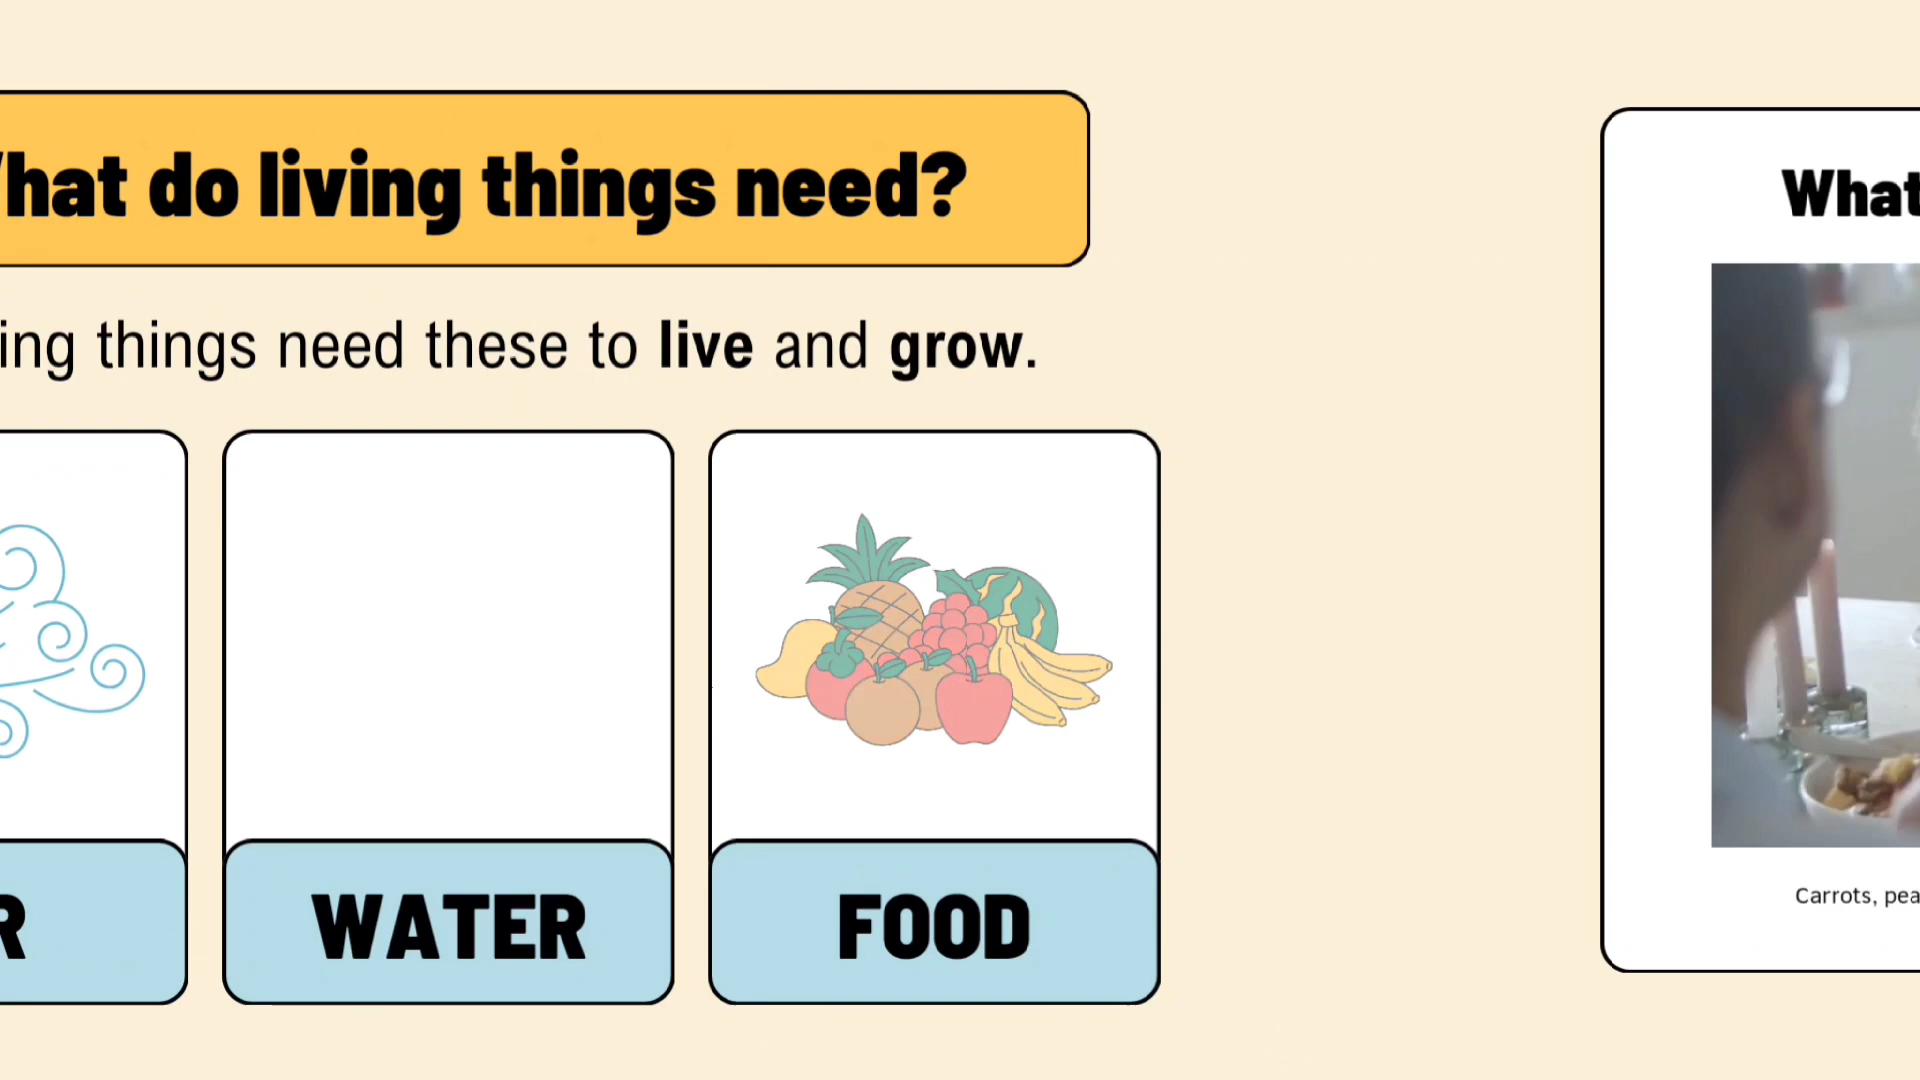 hat do living things need?
ing things need these to live and grow.
R
WATER
FOOD
What
Carrots, pea